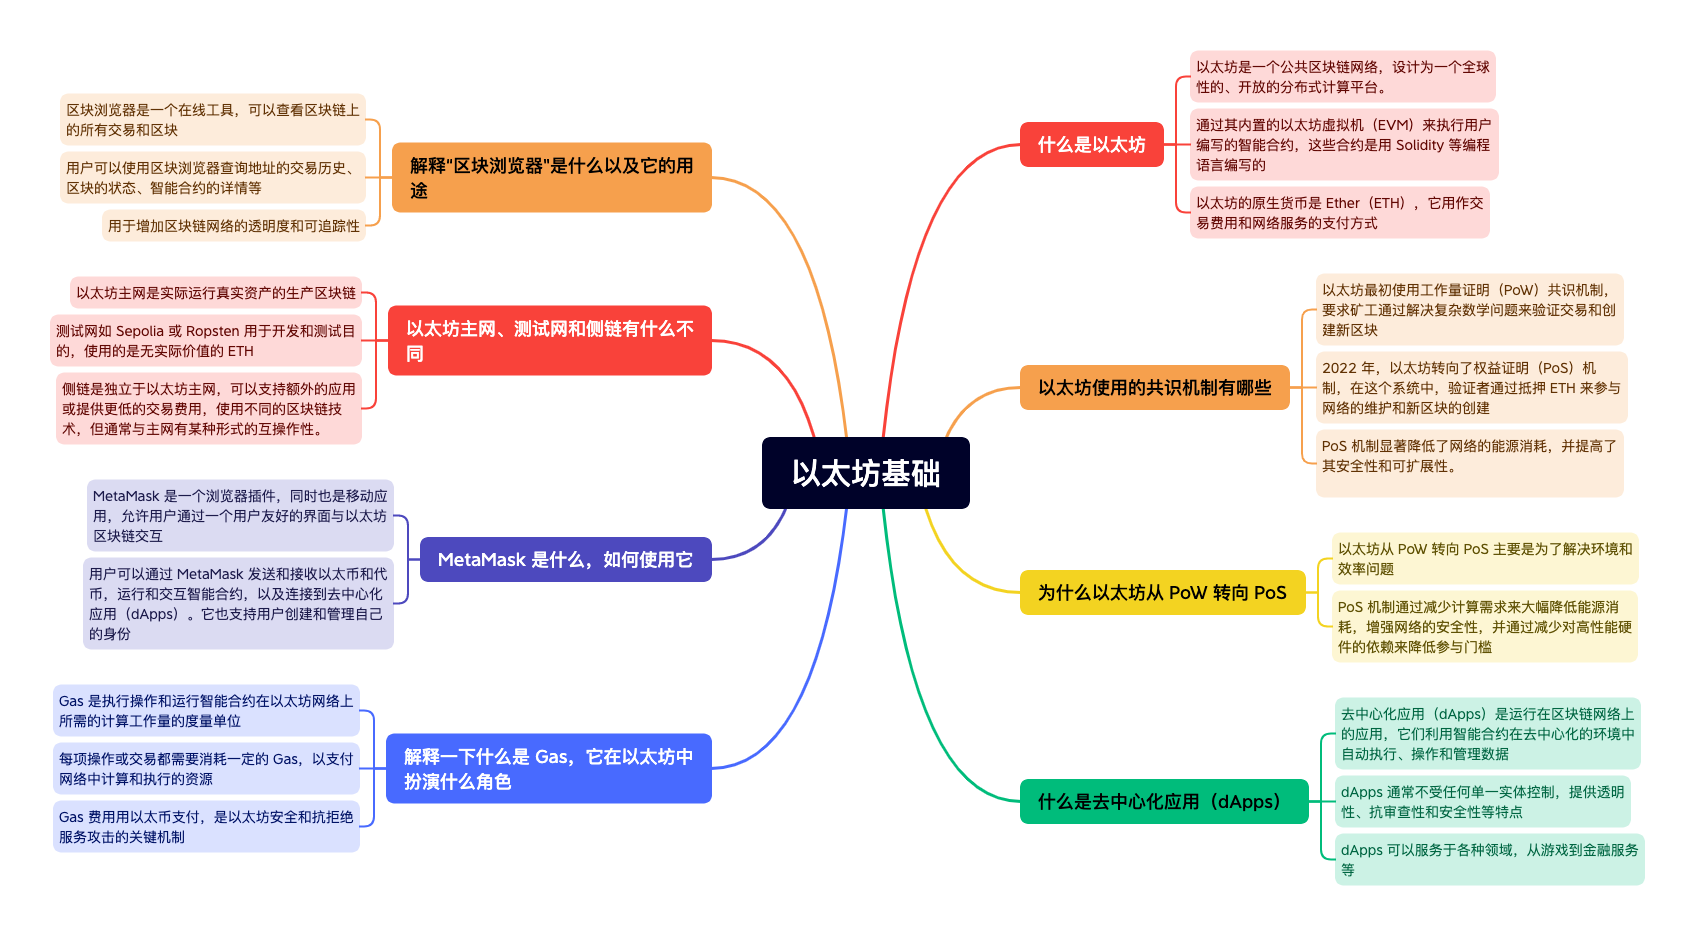 以太坊基础
什么是以太坊
以太坊是一个公共区块链网络，设计为一个全球
性的、开放的分布式计算平台。
通过其内置的以太坊虚拟机（EVM）来执行用户
编写的智能合约，这些合约是用 Solidity 等编程
语言编写的
以太坊的原生货币是 Ether（ETH），它用作交
易费用和网络服务的支付方式
以太坊使用的共识机制有哪些
以太坊最初使用工作量证明（PoW）共识机制，
要求矿工通过解决复杂数学问题来验证交易和创
建新区块
2022 年，以太坊转向了权益证明（PoS）机
制，在这个系统中，验证者通过抵押 ETH 来参与
网络的维护和新区块的创建
PoS 机制显著降低了网络的能源消耗，并提高了
其安全性和可扩展性。
为什么以太坊从 PoW 转向 PoS
以太坊从 PoW 转向 PoS 主要是为了解决环境和
效率问题
PoS 机制通过减少计算需求来大幅降低能源消
耗，增强网络的安全性，并通过减少对高性能硬
件的依赖来降低参与门槛
什么是去中心化应用（dApps）
去中心化应用（dApps）是运行在区块链网络上
的应用，它们利用智能合约在去中心化的环境中
自动执行、操作和管理数据
dApps 通常不受任何单一实体控制，提供透明
性、抗审查性和安全性等特点
dApps 可以服务于各种领域，从游戏到金融服务
等
解释"区块浏览器"是什么以及它的用
途
区块浏览器是一个在线工具，可以查看区块链上
的所有交易和区块
用户可以使用区块浏览器查询地址的交易历史、
区块的状态、智能合约的详情等
用于增加区块链网络的透明度和可追踪性
以太坊主网、测试网和侧链有什么不
同
以太坊主网是实际运行真实资产的生产区块链
测试网如 Sepolia 或 Ropsten 用于开发和测试目
的，使用的是无实际价值的 ETH
侧链是独立于以太坊主网，可以支持额外的应用
或提供更低的交易费用，使用不同的区块链技
术，但通常与主网有某种形式的互操作性。
MetaMask 是什么，如何使用它
MetaMask 是一个浏览器插件，同时也是移动应
用，允许用户通过一个用户友好的界面与以太坊
区块链交互
用户可以通过 MetaMask 发送和接收以太币和代
币，运行和交互智能合约，以及连接到去中心化
应用（dApps）。它也支持用户创建和管理自己
的身份
解释一下什么是 Gas，它在以太坊中
扮演什么角色
Gas 是执行操作和运行智能合约在以太坊网络上
所需的计算工作量的度量单位
每项操作或交易都需要消耗一定的 Gas，以支付
网络中计算和执行的资源
Gas 费用用以太币支付，是以太坊安全和抗拒绝
服务攻击的关键机制